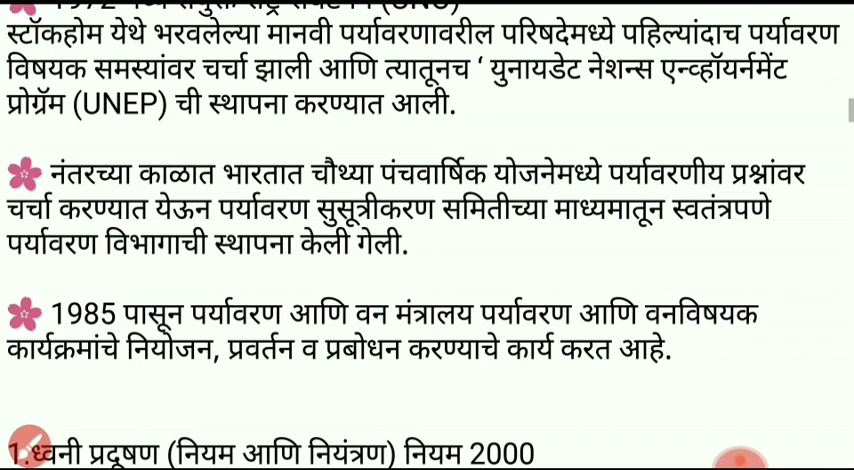 1972
स्टॉकहोम येथे भरवलेल्या मानवी पर्यावरणावरील परिषदेमध्ये पहिल्यांदाच पर्यावरण
विषयक समस्यांवर चर्चा झाली आणि त्यातूनच ‘ युनायडेट नेशन्स एन्व्हॉयर्नमेंट
प्रोग्रॅम (UNEP) ची स्थापना करण्यात आली.
नंतरच्या काळात भारतात चौथ्या पंचवार्षिक योजनेमध्ये पर्यावरणीय प्रश्नांवर
चर्चा करण्यात येऊन पर्यावरण सुसूत्रीकरण समितीच्या माध्यमातून स्वतंत्रपणे
पर्यावरण विभागाची स्थापना केली गेली.
1985 पासून पर्यावरण आणि वन मंत्रालय पर्यावरण आणि वनविषयक
कार्यक्रमांचे नियोजन, प्रवर्तन व प्रबोधन करण्याचे कार्य करत आहे.
1.ध्वनी प्रदूषण (नियम आणि नियंत्रण) नियम 2000